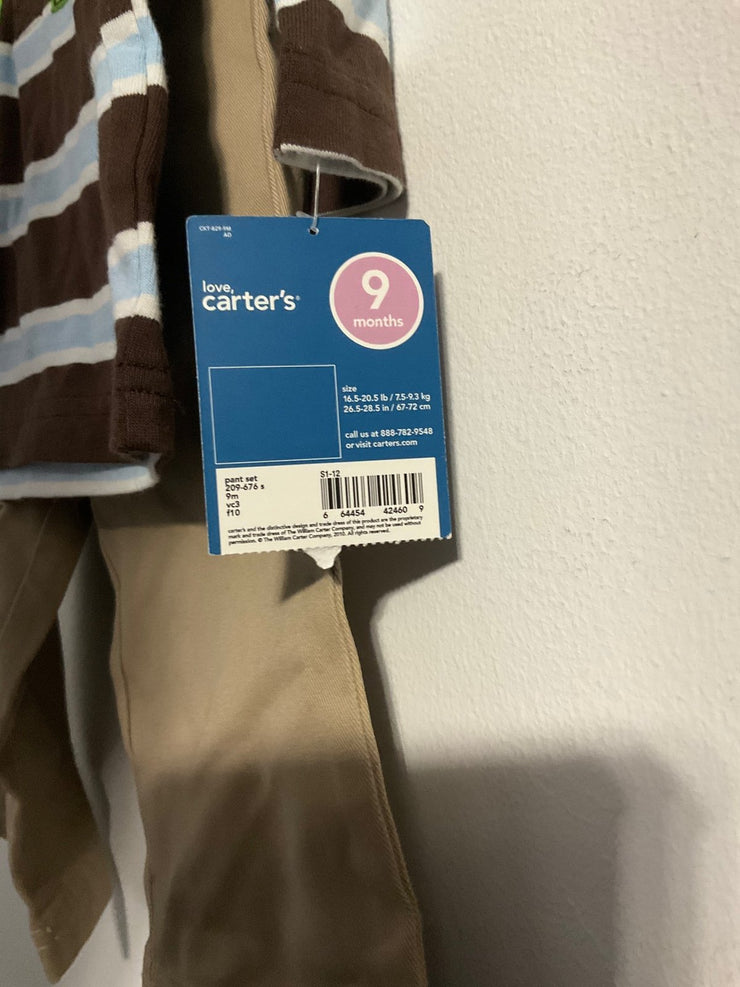 CKT-829-9M
AD
love,
carter's®
9
months
size
16.5-20.5 lb / 7.5-9.3 kg
26.5-28.5 in / 67-72 cm
call us at 888-782-9548
or visit carters.com
pant set
209-676 s
9m
vc3
f10
S1-12
6 64454 42460 9
carter's and the distinctive design and trade dress of this product are the proprietary
mark and trade dress of The William Carter Company, and may not be used without
permission. © The William Carter Company, 2010. All rights reserved.